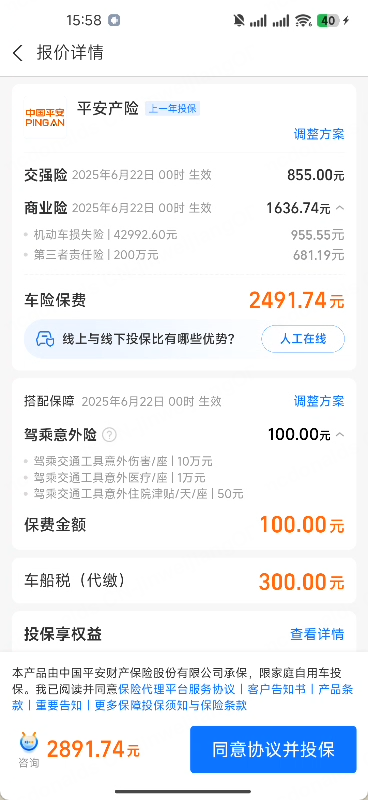 15:58
40
报价详情
中国平安
PINGAN
平安产险
上一年投保
调整方案
交强险 2025年6月22日 00时 生效 855.00元
商业险 2025年6月22日 00时 生效 1636.74元
机动车损失险 | 42992.60元 955.55元
第三者责任险 | 200万元 681.19元
车险保费 2491.74元
线上与线下投保比有哪些优势? 人工在线
搭配保障 2025年6月22日 00时 生效 调整方案
驾乘意外险 ? 100.00元
驾乘交通工具意外伤害/座 | 10万元
驾乘交通工具意外医疗/座 | 1万元
驾乘交通工具意外住院津贴/天/座 | 50元
保费金额 100.00元
车船税（代缴） 300.00元
投保享权益 查看详情
本产品由中国平安财产保险股份有限公司承保，限家庭自用车投
保。我已阅读并同意保险代理平台服务协议 | 客户告知书 | 产品条
款 | 重要告知 | 更多保障投保须知与保险条款
咨询 2891.74元 同意协议并投保